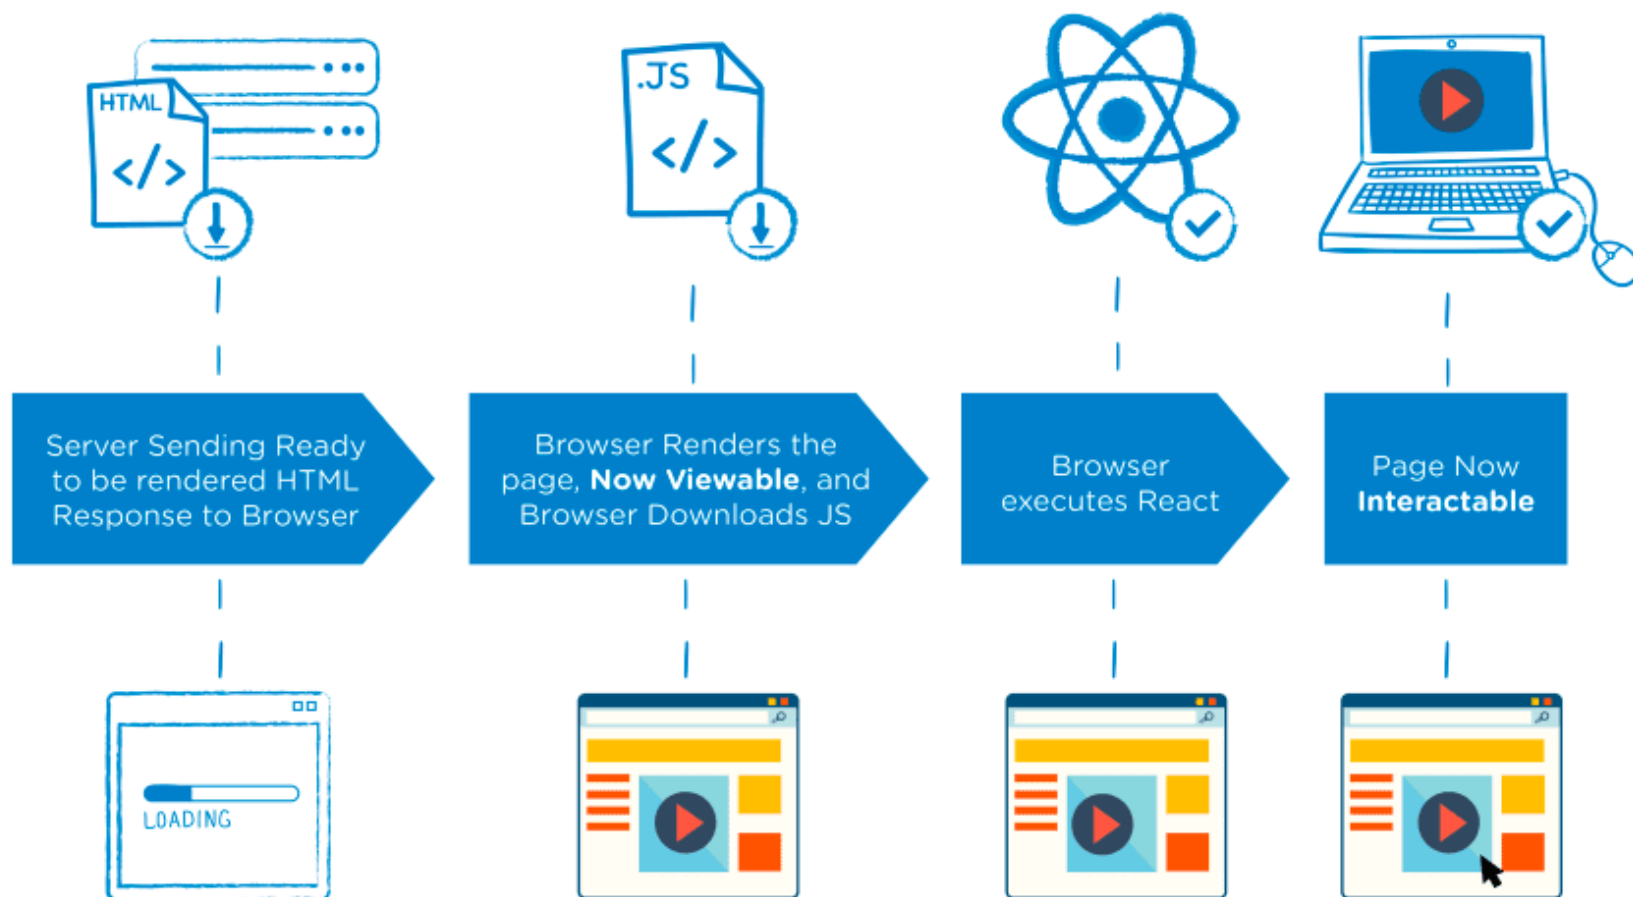 HTML
</>
.JS
</>
Server Sending Ready
to be rendered HTML
Response to Browser
Browser Renders the
page, Now Viewable, and
Browser Downloads JS
Browser
executes React
Page Now
Interactable
LOADING